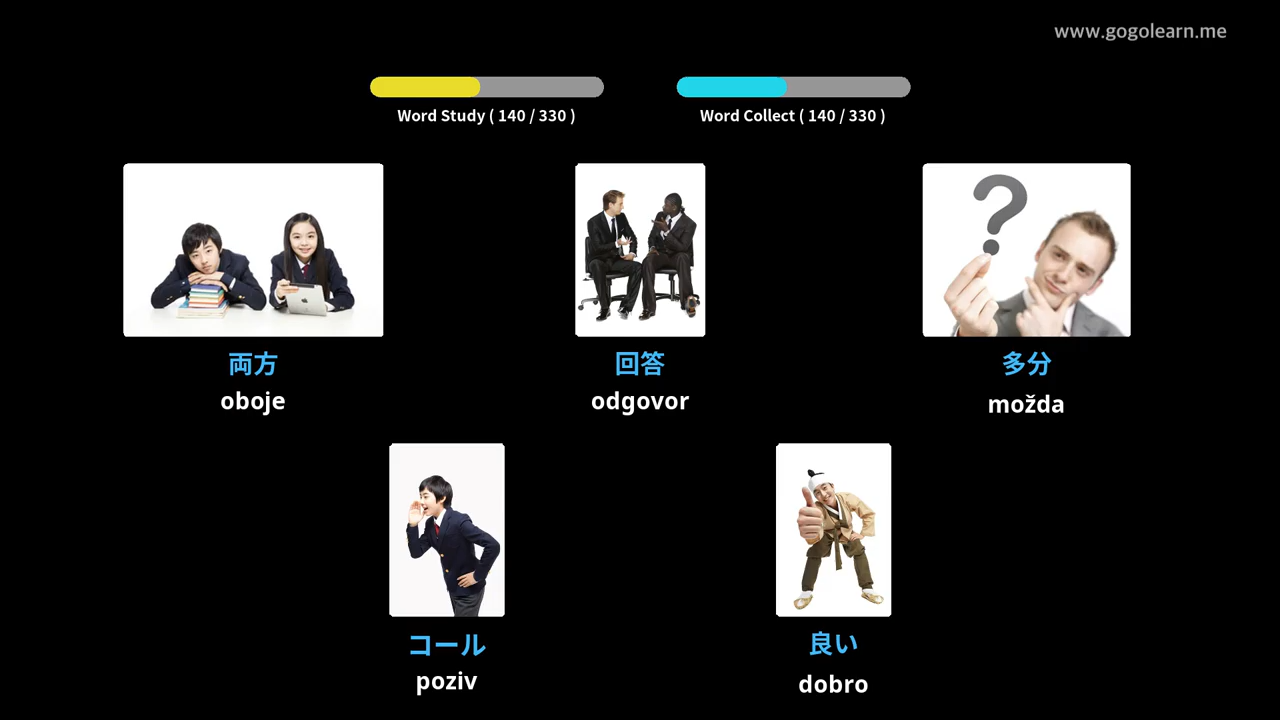 www.gogolearn.me
Word Study ( 140 / 330 )
Word Collect ( 140 / 330 )
両方
oboje
回答
odgovor
多分
možda
コール
poziv
良い
dobro